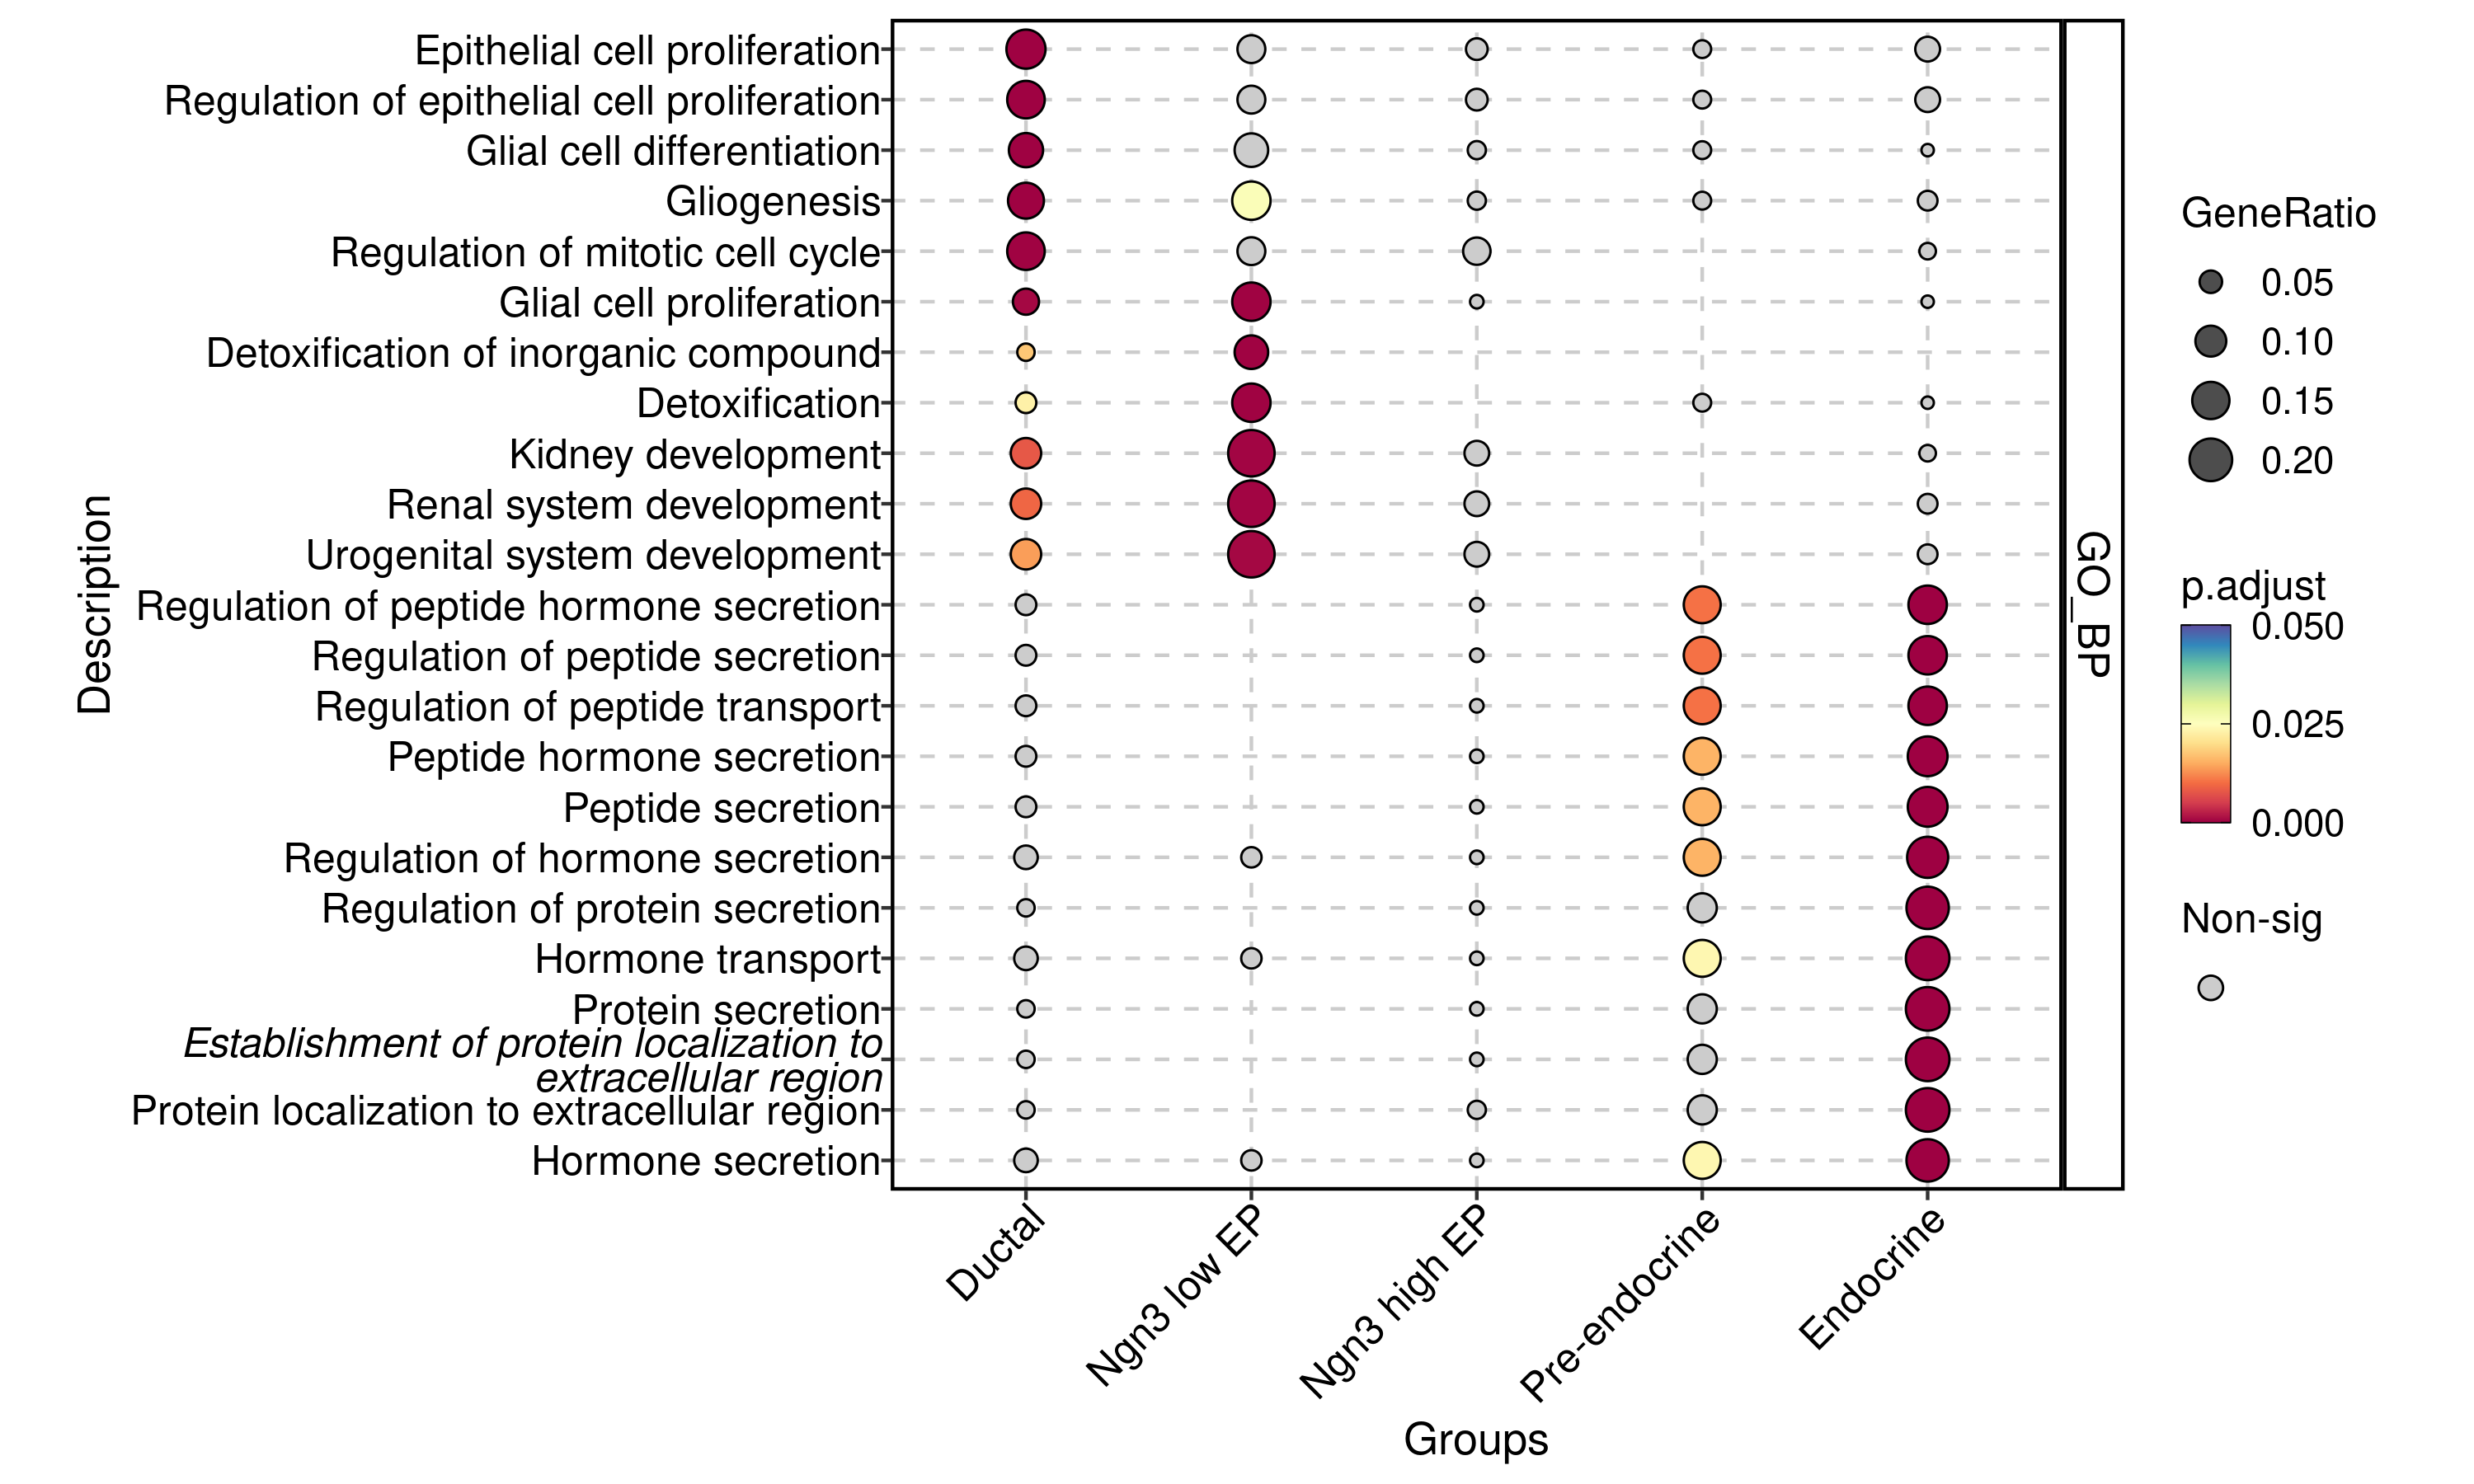 Epithelial cell proliferation
Regulation of epithelial cell proliferation
Glial cell differentiation
Gliogenesis
Regulation of mitotic cell cycle
Glial cell proliferation
Detoxification of inorganic compound
Detoxification
Kidney development
Renal system development
Urogenital system development
Regulation of peptide hormone secretion
Regulation of peptide secretion
Regulation of peptide transport
Peptide hormone secretion
Peptide secretion
Regulation of hormone secretion
Regulation of protein secretion
Hormone transport
Protein secretion
Establishment of protein localization to
extracellular region
Protein localization to extracellular region
Hormone secretion
Description
Ductal
Ngn3 low EP
Ngn3 high EP
Pre-endocrine
Endocrine
Groups
GO_BP
GeneRatio
0.05
0.10
0.15
0.20
p.adjust
0.050
0.025
0.000
Non-sig